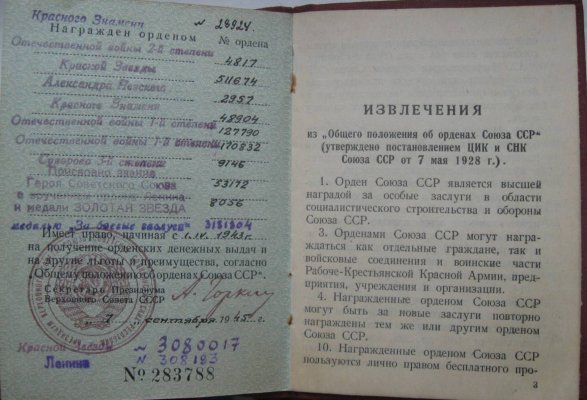 Красного Знамени № 28924.
Награжден орденом
№ ордена
Отечественной войны 2-й степени
4817
Красной Звезды
511674
Александра Невского
2957
Красного Знамени
48904
Отечественной войны 1-й степени
127790
Отечественной войны 1-й степени
170832
Суворова 3-й степени
9146
Присвоено звание
Героя Советского Союза
53172
с вручением ордена Ленина
и медали ЗОЛОТАЯ ЗВЕЗДА
8056
медалью „За боевые заслуги" 3181804
Имеет право, начиная с 1.IV. 1943 г.
на получение орденских денежных выдач и
на другие льготы и преимущества, согласно
„Общему положению об орденах Союза ССР".
Секретарь Президиума
Верховного Совета СССР
А. Горкин
„ 7 „ сентября 1945 г.
Красной Звезды № 3080017
Ленина № 308183
№ 283788
ИЗВЛЕЧЕНИЯ
из „Общего положения об орденах Союза ССР"
(утверждено постановлением ЦИК и СНК
Союза ССР от 7 мая 1928 г.).
1. Орден Союза ССР является высшей
наградой за особые заслуги в области
социалистического строительства и обороны
Союза ССР.
3. Орденами Союза ССР могут награ-
ждаться как отдельные граждане, так и
войсковые соединения и воинские части
Рабоче-Крестьянской Красной Армии, пред-
приятия, учреждения и организации.
4. Награжденные орденом Союза ССР
могут быть за новые заслуги повторно
награждены тем же или другим орденом
Союза ССР.
10. Награжденные орденом Союза ССР
пользуются лично правом бесплатного про-
3